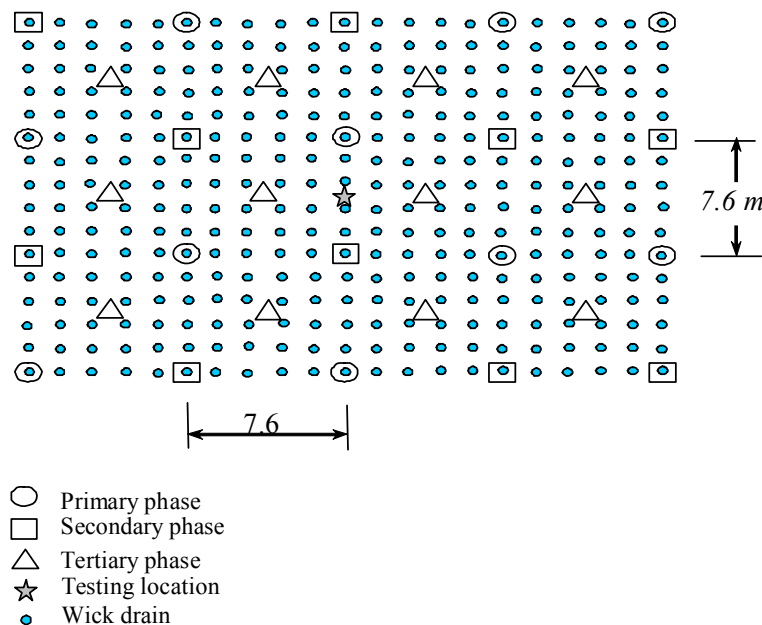 7.6 m
7.6
Primary phase
Secondary phase
Tertiary phase
Testing location
Wick drain